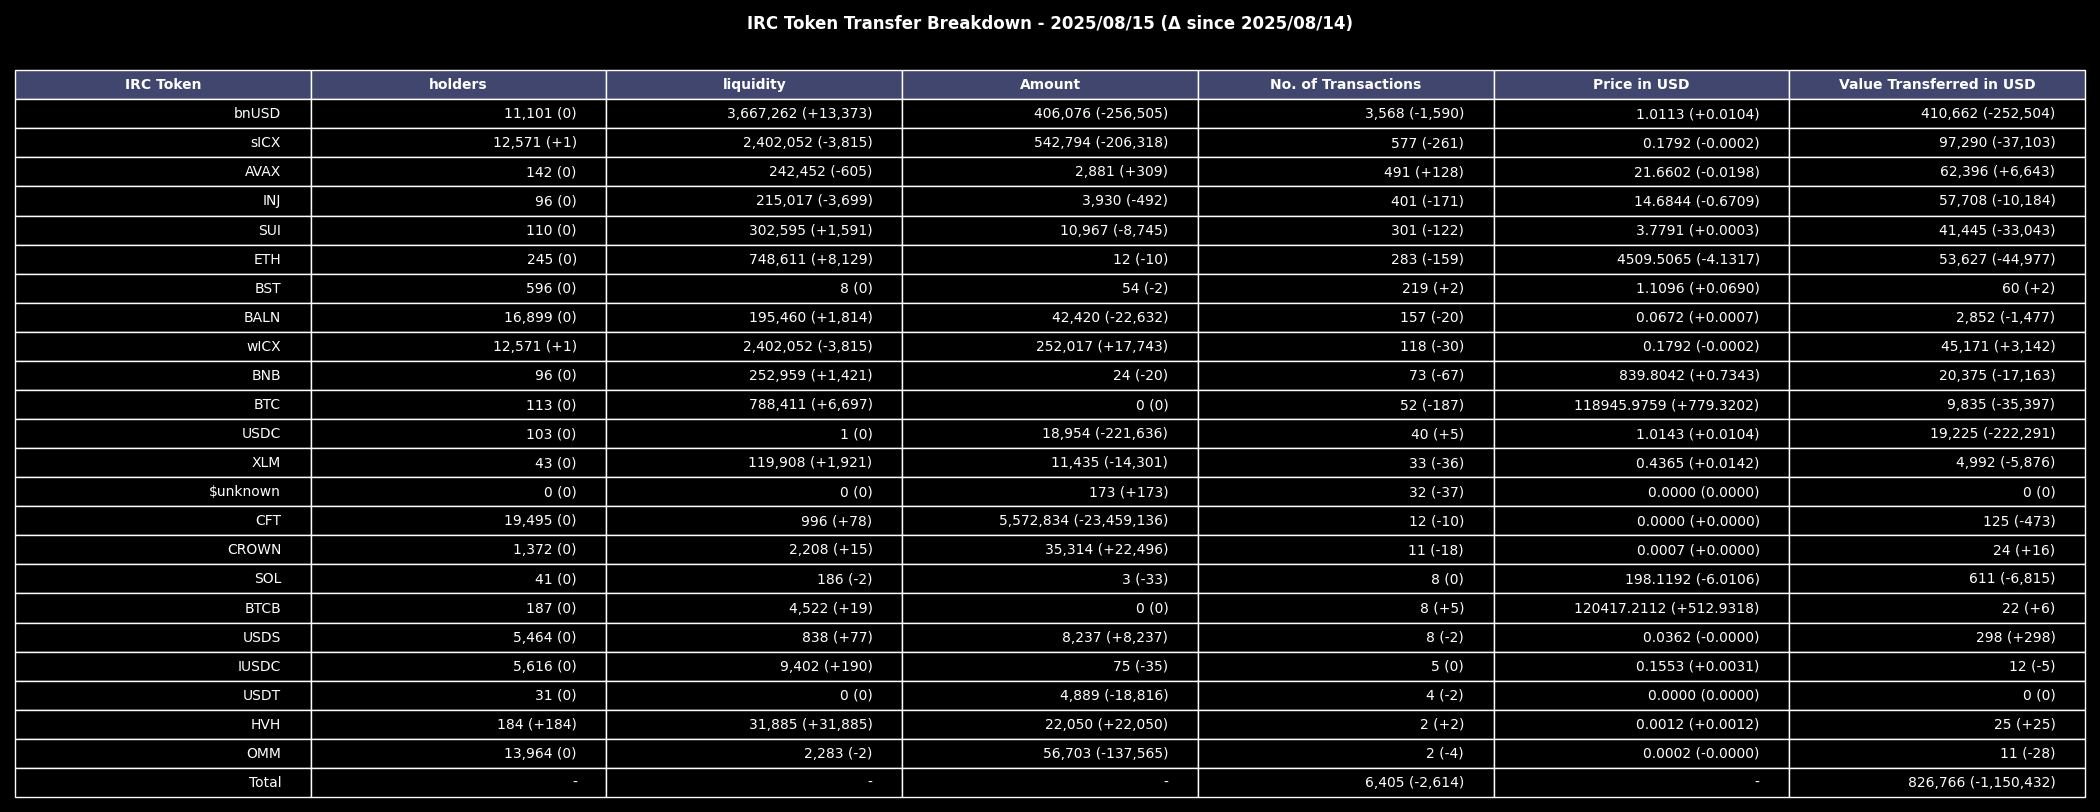 IRC Token Transfer Breakdown - 2025/08/15 (Δ since 2025/08/14)
IRC Token holders liquidity Amount No. of Transactions Price in USD Value Transferred in USD
bnUSD 11,101 (0) 3,667,262 (+13,373) 406,076 (-256,505) 3,568 (-1,590) 1.0113 (+0.0104) 410,662 (-252,504)
sICX 12,571 (+1) 2,402,052 (-3,815) 542,794 (-206,318) 577 (-261) 0.1792 (-0.0002) 97,290 (-37,103)
AVAX 142 (0) 242,452 (-605) 2,881 (+309) 491 (+128) 21.6602 (-0.0198) 62,396 (+6,643)
INJ 96 (0) 215,017 (-3,699) 3,930 (-492) 401 (-171) 14.6844 (-0.6709) 57,708 (-10,184)
SUI 110 (0) 302,595 (+1,591) 10,967 (-8,745) 301 (-122) 3.7791 (+0.0003) 41,445 (-33,043)
ETH 245 (0) 748,611 (+8,129) 12 (-10) 283 (-159) 4509.5065 (-4.1317) 53,627 (-44,977)
BST 596 (0) 8 (0) 54 (-2) 219 (+2) 1.1096 (+0.0690) 60 (+2)
BALN 16,899 (0) 195,460 (+1,814) 42,420 (-22,632) 157 (-20) 0.0672 (+0.0007) 2,852 (-1,477)
wICX 12,571 (+1) 2,402,052 (-3,815) 252,017 (+17,743) 118 (-30) 0.1792 (-0.0002) 45,171 (+3,142)
BNB 96 (0) 252,959 (+1,421) 24 (-20) 73 (-67) 839.8042 (+0.7343) 20,375 (-17,163)
BTC 113 (0) 788,411 (+6,697) 0 (0) 52 (-187) 118945.9759 (+779.3202) 9,835 (-35,397)
USDC 103 (0) 1 (0) 18,954 (-221,636) 40 (+5) 1.0143 (+0.0104) 19,225 (-222,291)
XLM 43 (0) 119,908 (+1,921) 11,435 (-14,301) 33 (-36) 0.4365 (+0.0142) 4,992 (-5,876)
$unknown 0 (0) 0 (0) 173 (+173) 32 (-37) 0.0000 (0.0000) 0 (0)
CFT 19,495 (0) 996 (+78) 5,572,834 (-23,459,136) 12 (-10) 0.0000 (+0.0000) 125 (-473)
CROWN 1,372 (0) 2,208 (+15) 35,314 (+22,496) 11 (-18) 0.0007 (+0.0000) 24 (+16)
SOL 41 (0) 186 (-2) 3 (-33) 8 (0) 198.1192 (-6.0106) 611 (-6,815)
BTCB 187 (0) 4,522 (+19) 0 (0) 8 (+5) 120417.2112 (+512.9318) 22 (+6)
USDS 5,464 (0) 838 (+77) 8,237 (+8,237) 8 (-2) 0.0362 (-0.0000) 298 (+298)
IUSDC 5,616 (0) 9,402 (+190) 75 (-35) 5 (0) 0.1553 (+0.0031) 12 (-5)
USDT 31 (0) 0 (0) 4,889 (-18,816) 4 (-2) 0.0000 (0.0000) 0 (0)
HVH 184 (+184) 31,885 (+31,885) 22,050 (+22,050) 2 (+2) 0.0012 (+0.0012) 25 (+25)
OMM 13,964 (0) 2,283 (-2) 56,703 (-137,565) 2 (-4) 0.0002 (-0.0000) 11 (-28)
Total - - - 6,405 (-2,614) - 826,766 (-1,150,432)